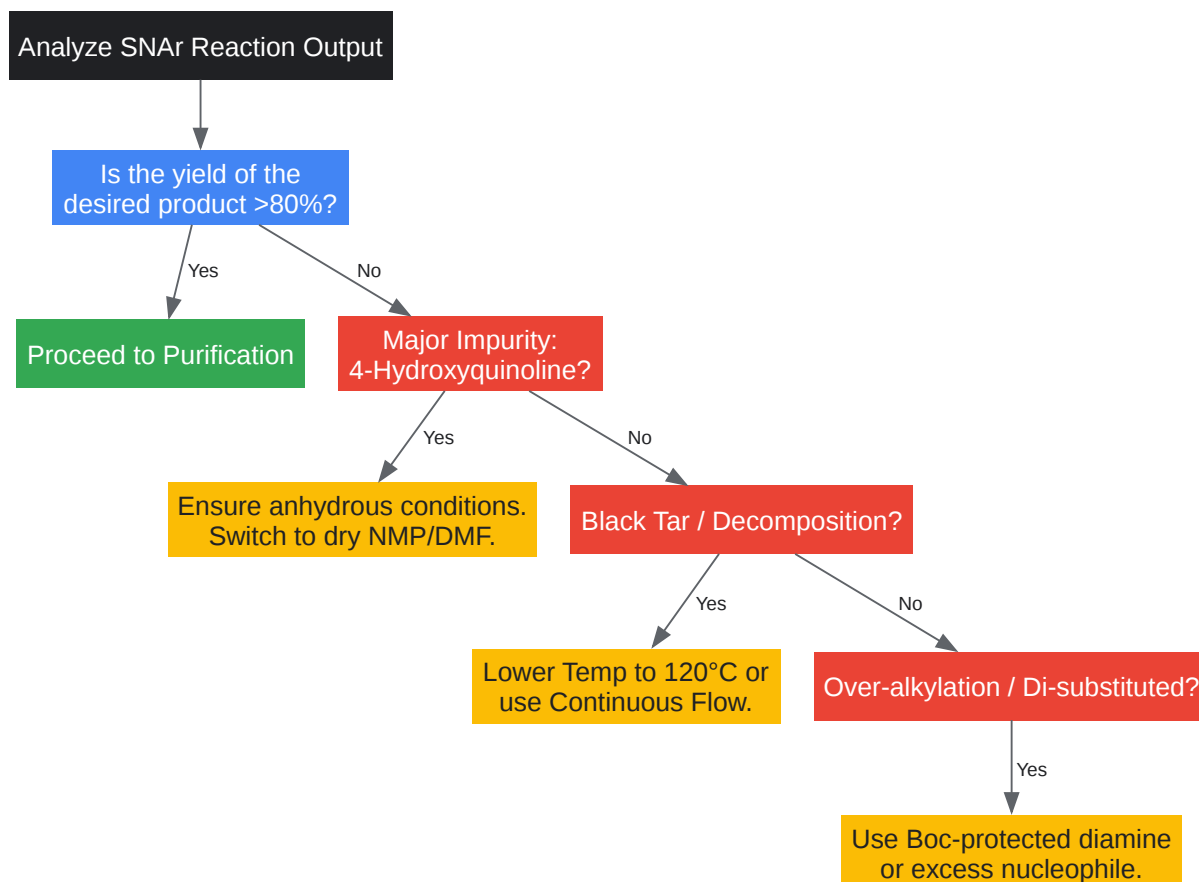 Analyze SNAr Reaction Output
Is the yield of the
desired product >80%?
Yes
No
Proceed to Purification
Major Impurity:
4-Hydroxyquinoline?
Yes
No
Ensure anhydrous conditions.
Switch to dry NMP/DMF.
Black Tar / Decomposition?
Yes
No
Lower Temp to 120°C or
use Continuous Flow.
Over-alkylation / Di-substituted?
Yes
Use Boc-protected diamine
or excess nucleophile.